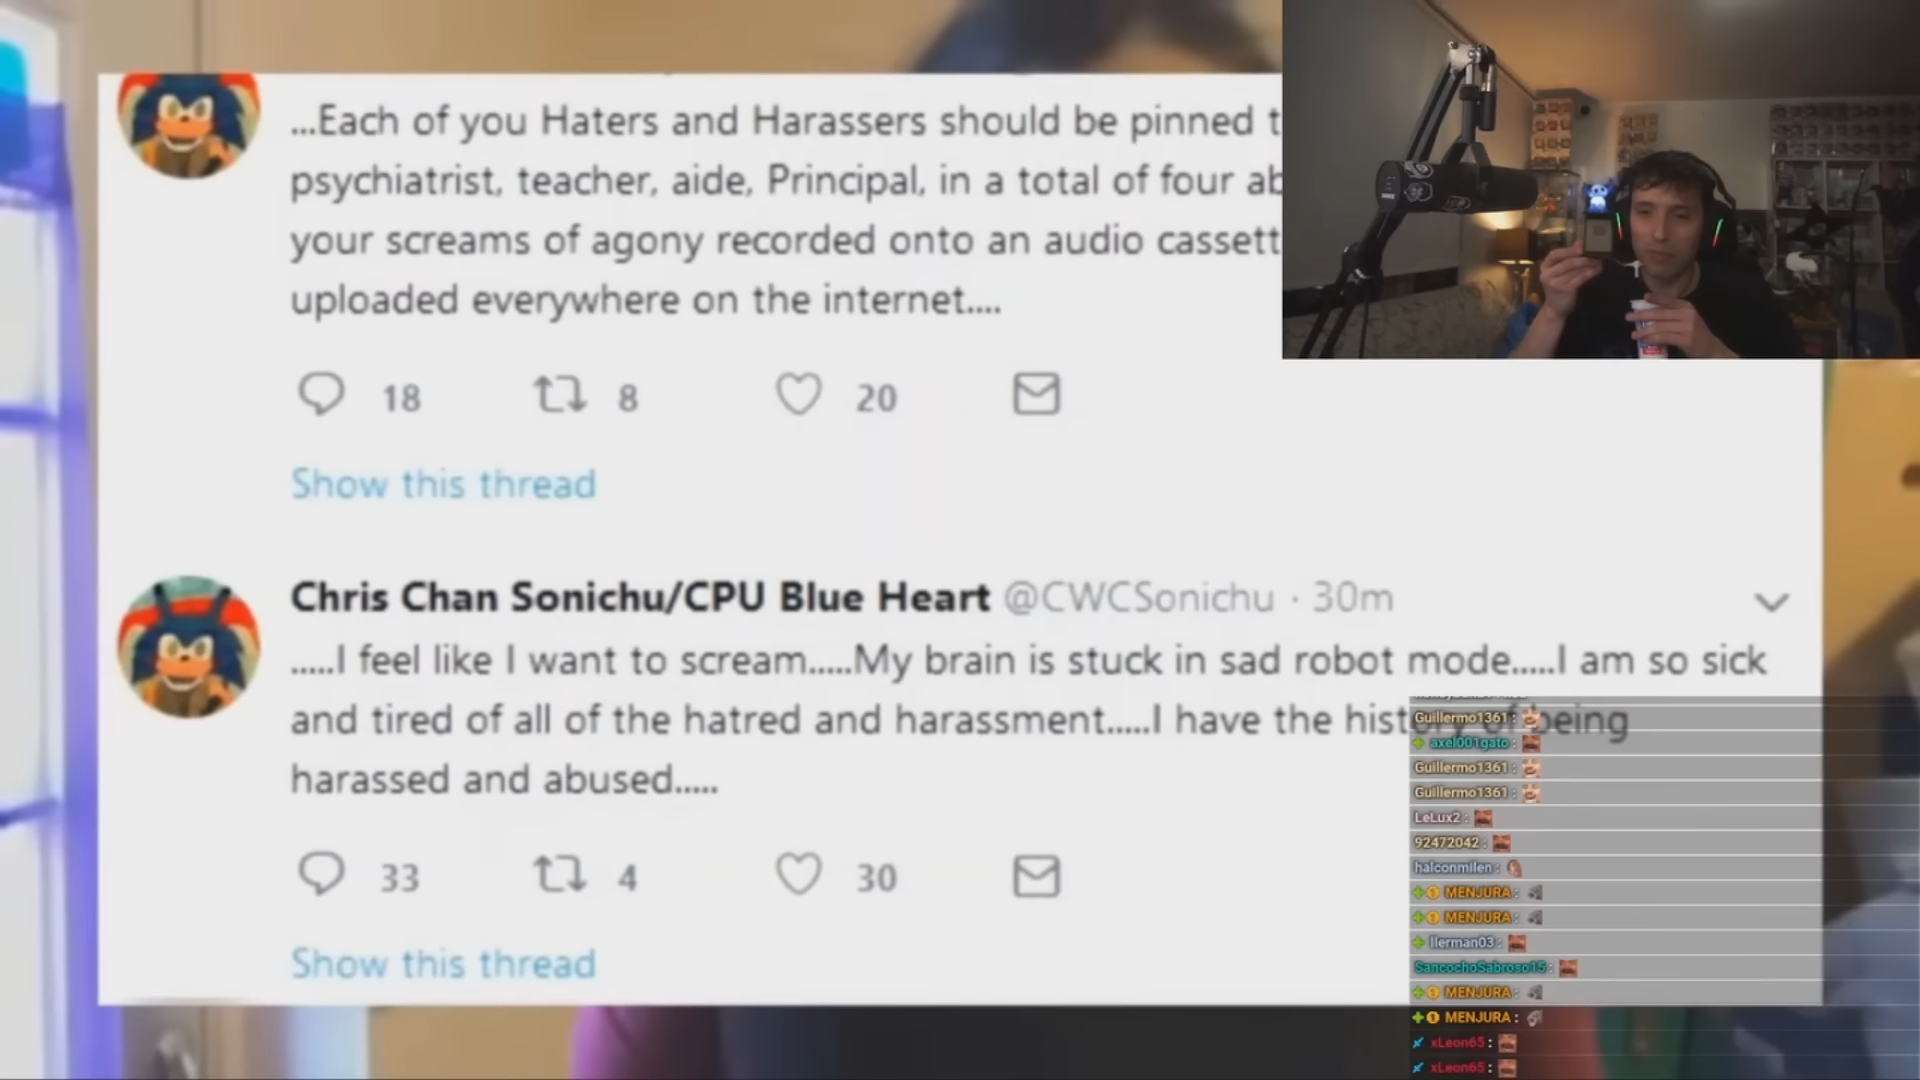 ...Each of you Haters and Harassers should be pinned
psychiatrist, teacher, aide, Principal, in a total of four
your screams of agony recorded onto an audio
uploaded everywhere on the internet....
18 8 20
Show this thread
Chris Chan Sonichu/CPU Blue Heart @CWCSonichu · 30m
.....I feel like I want to scream.....My brain is stuck in sad robot mode.....I am so sick
and tired of all of the hatred and harassment.....I have the history of being
harassed and abused.....
33 4 30
Show this thread
Guillermo1361:
axel001gato:
Guillermo1361:
Guillermo1361:
LeLux2:
92472042:
halconmilen:
MENJURA:
MENJURA:
llerman03:
SancochoSabroso15:
MENJURA:
MENJURA:
xLeon65:
xLeon65: